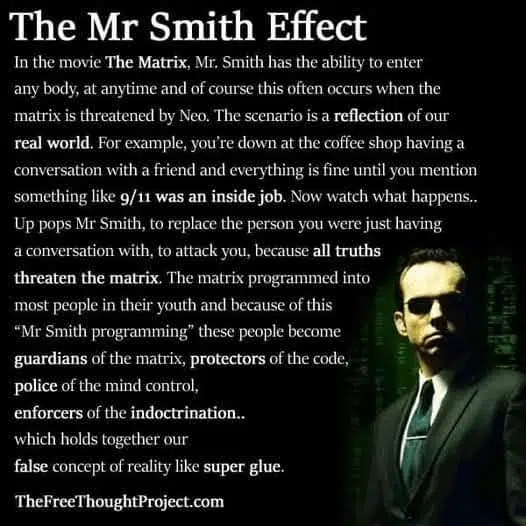 The Mr Smith Effect
In the movie The Matrix, Mr. Smith has the ability to enter
any body, at anytime and of course this often occurs when the
matrix is threatened by Neo. The scenario is a reflection of our
real world. For example, you're down at the coffee shop having a
conversation with a friend and everything is fine until you mention
something like 9/11 was an inside job. Now watch what happens..
Up pops Mr Smith, to replace the person you were just having
a conversation with, to attack you, because all truths
threaten the matrix. The matrix programmed into
most people in their youth and because of this
“Mr Smith programming” these people become
guardians of the matrix, protectors of the code,
police of the mind control,
enforcers of the indoctrination..
which holds together our
false concept of reality like super glue.
TheFreeThoughtProject.com